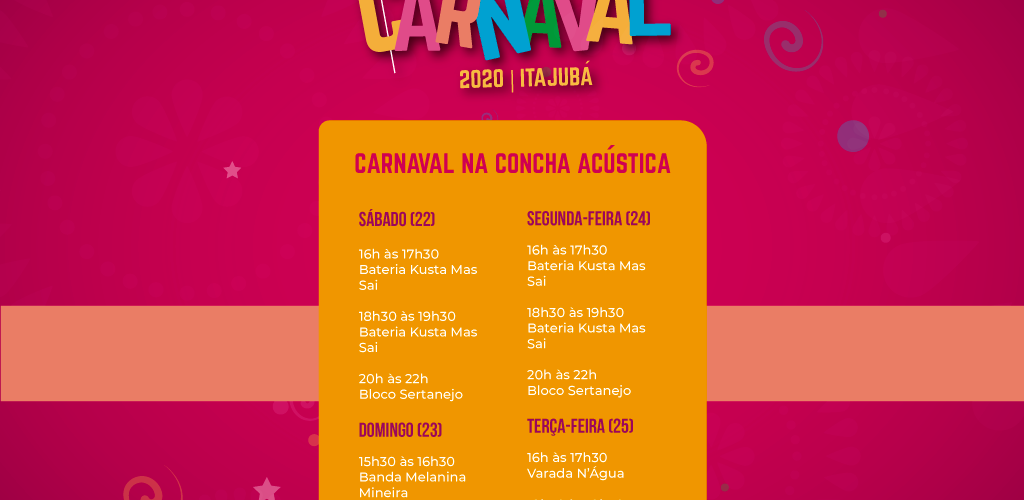 CARNAVAL
2020 | ITAJUBÁ
CARNAVAL NA CONCHA ACÚSTICA
SÁBADO (22)
16h às 17h30
Bateria Kusta Mas
Sai
18h30 às 19h30
Bateria Kusta Mas
Sai
20h às 22h
Bloco Sertanejo
DOMINGO (23)
15h30 às 16h30
Banda Melanina
Mineira
SEGUNDA-FEIRA (24)
16h às 17h30
Bateria Kusta Mas
Sai
18h30 às 19h30
Bateria Kusta Mas
Sai
20h às 22h
Bloco Sertanejo
TERÇA-FEIRA (25)
16h às 17h30
Varada N'Água